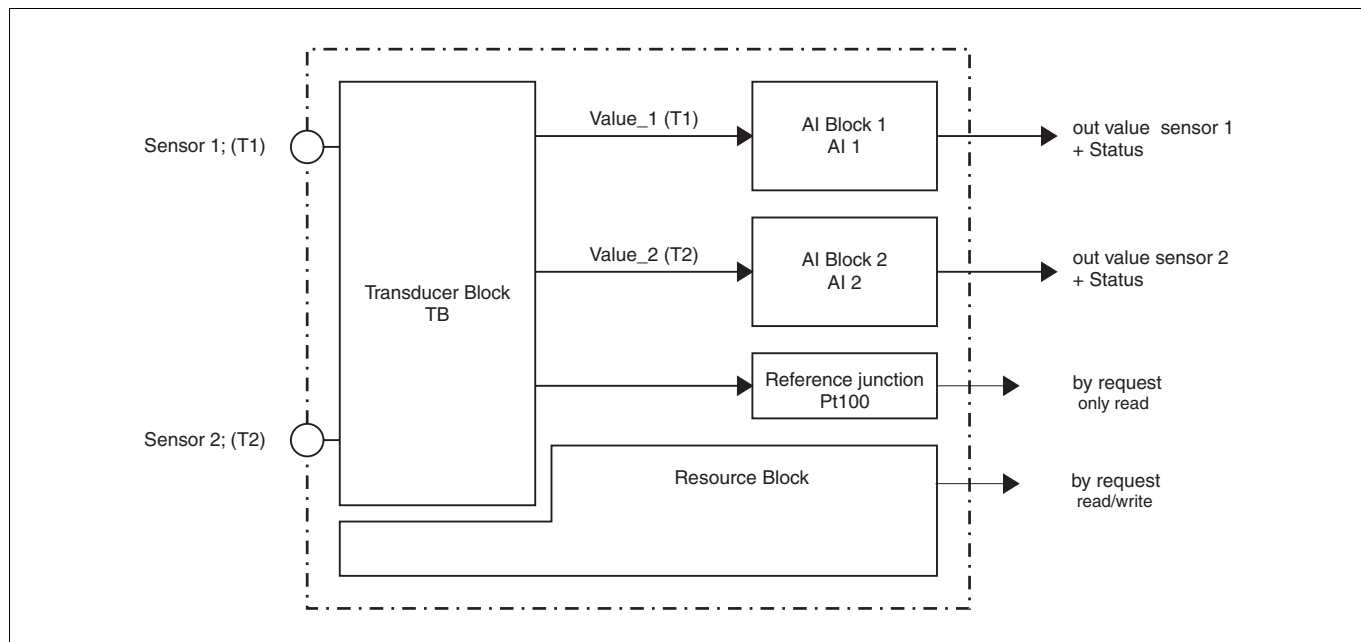 Sensor 1; (T1)
Transducer Block
TB
Value_1 (T1)
AI Block 1
AI 1
out value sensor 1
+ Status
Value_2 (T2)
AI Block 2
AI 2
out value sensor 2
+ Status
Reference junction
Pt100
by request
only read
Sensor 2; (T2)
Resource Block
by request
read/write